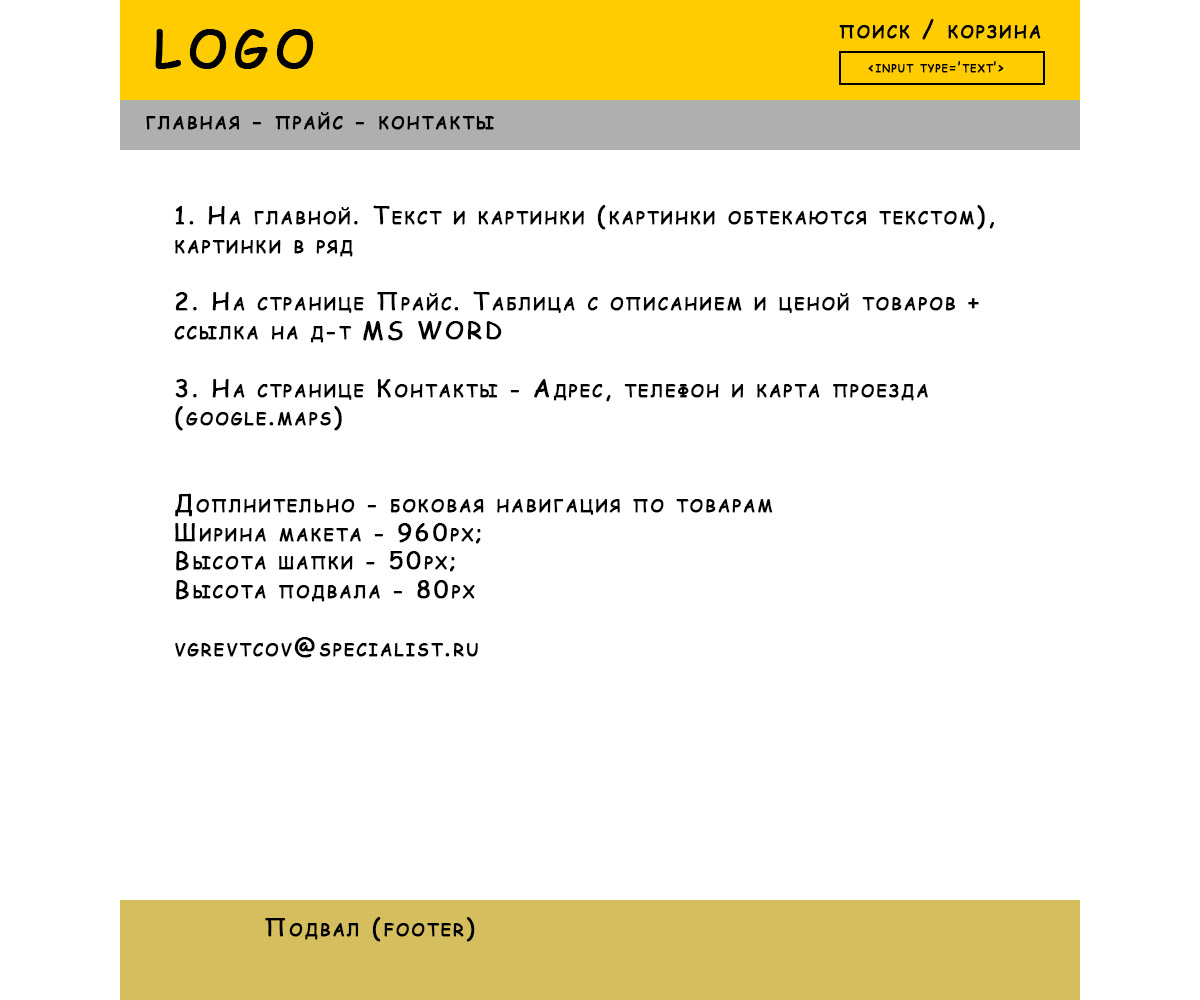 LOGO
ПОИСК / КОРЗИНА
<INPUT TYPE='TEXT'>
ГЛАВНАЯ - ПРАЙС - КОНТАКТЫ
1. На главной. Текст и картинки (картинки обтекаются текстом),
картинки в ряд
2. На странице Прайс. Таблица с описанием и ценой товаров +
ссылка на д-т MS WORD
3. На странице Контакты - Адрес, телефон и карта проезда
(google.maps)
Доплнительно - боковая навигация по товарам
Ширина макета - 960px;
Высота шапки - 50px;
Высота подвала - 80px
vgrevtcov@specialist.ru
Подвал (footer)